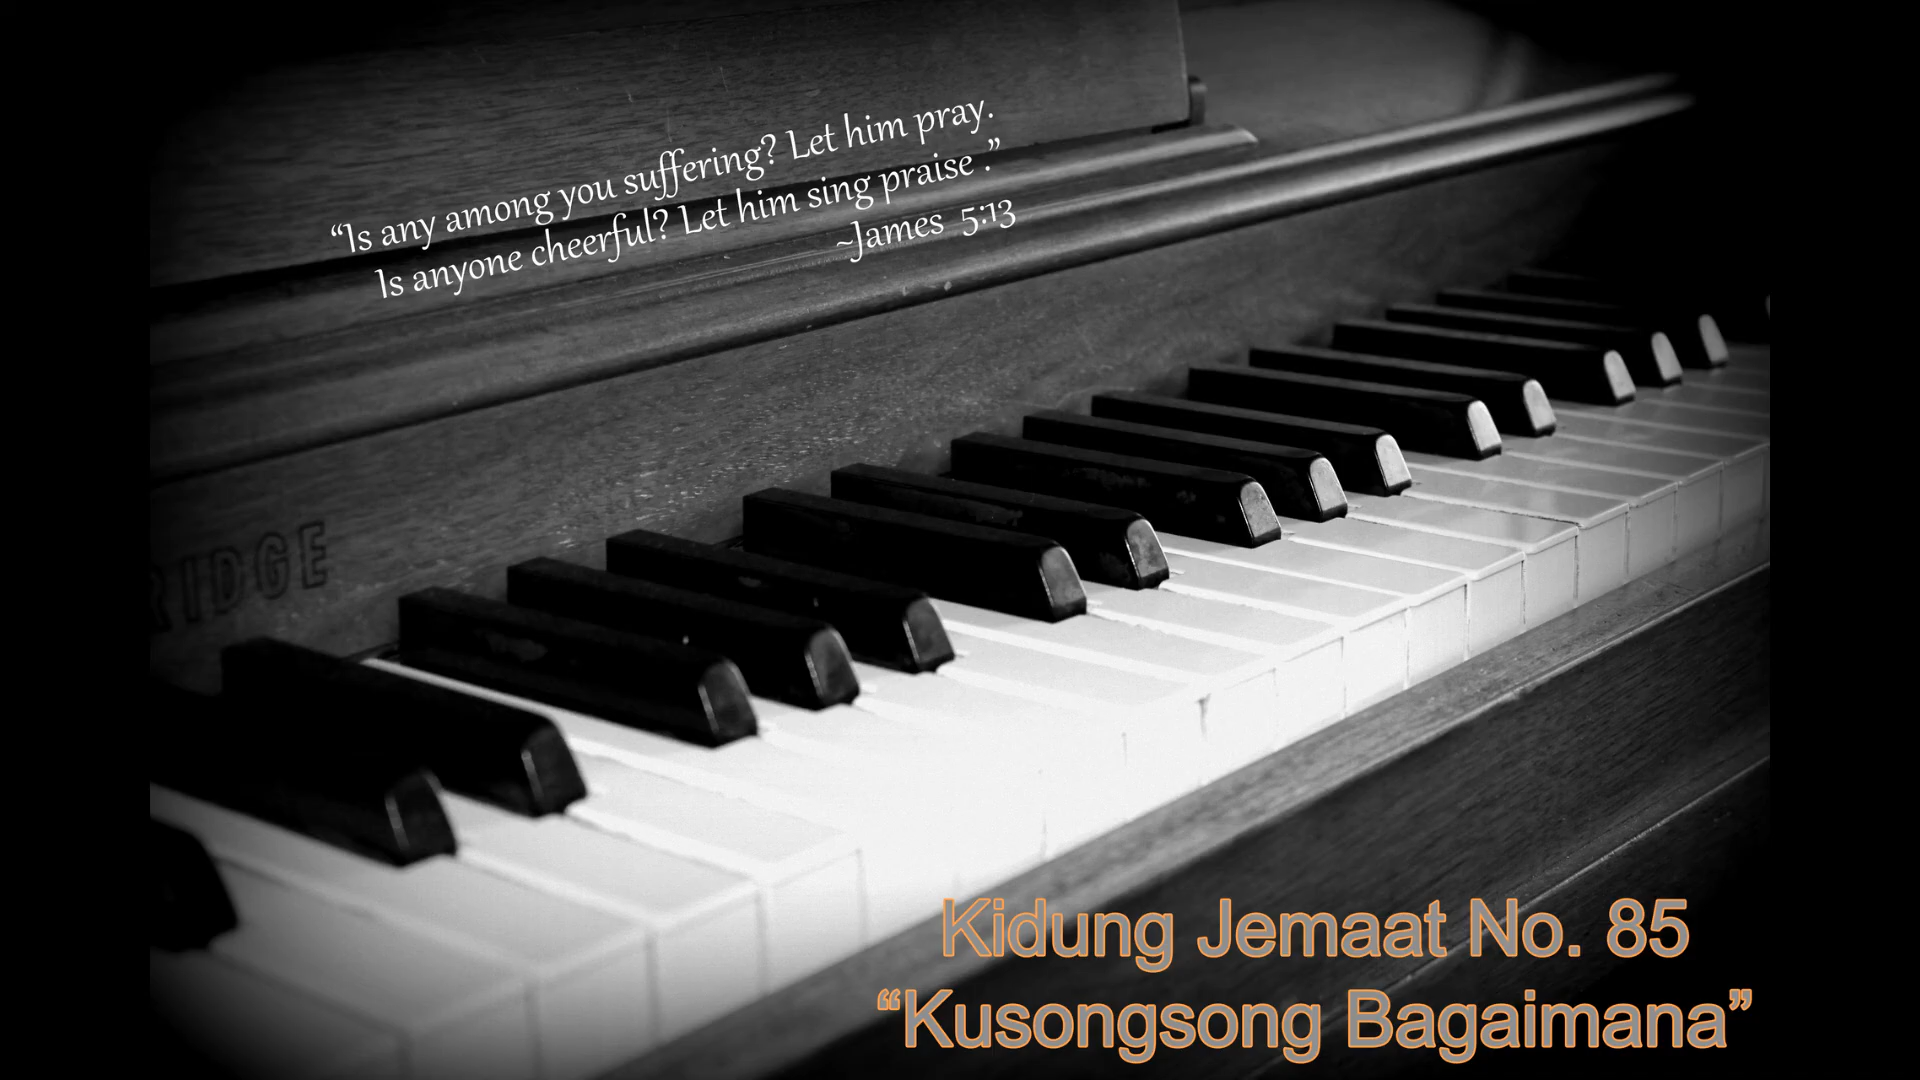 “Is any among you suffering? Let him pray.
Is anyone cheerful? Let him sing praise .”
~James 5:13
RIDGE
Kidung Jemaat No. 85
“Kusongsong Bagaimana”